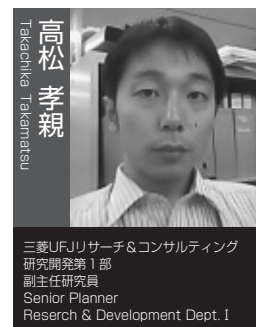 高松 孝親
Takachika Takamatsu
三菱UFJリサーチ&コンサルティング
研究開発第1部
副主任研究員
Senior Planner
Reserch & Development Dept. I